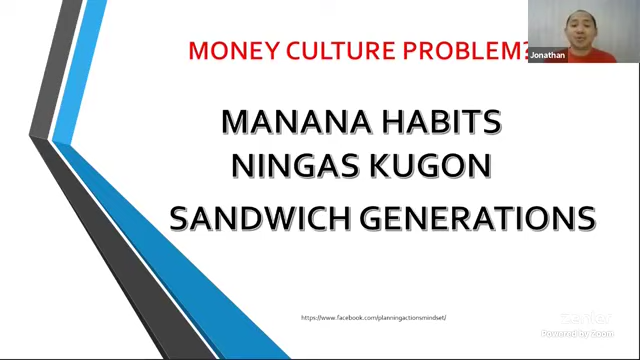 MONEY CULTURE PROBLEM?
Jonathan
MANANA HABITS
NINGAS KUGON
SANDWICH GENERATIONS
https://www.facebook.com/planningactionsmindset/
Powered by Zoom